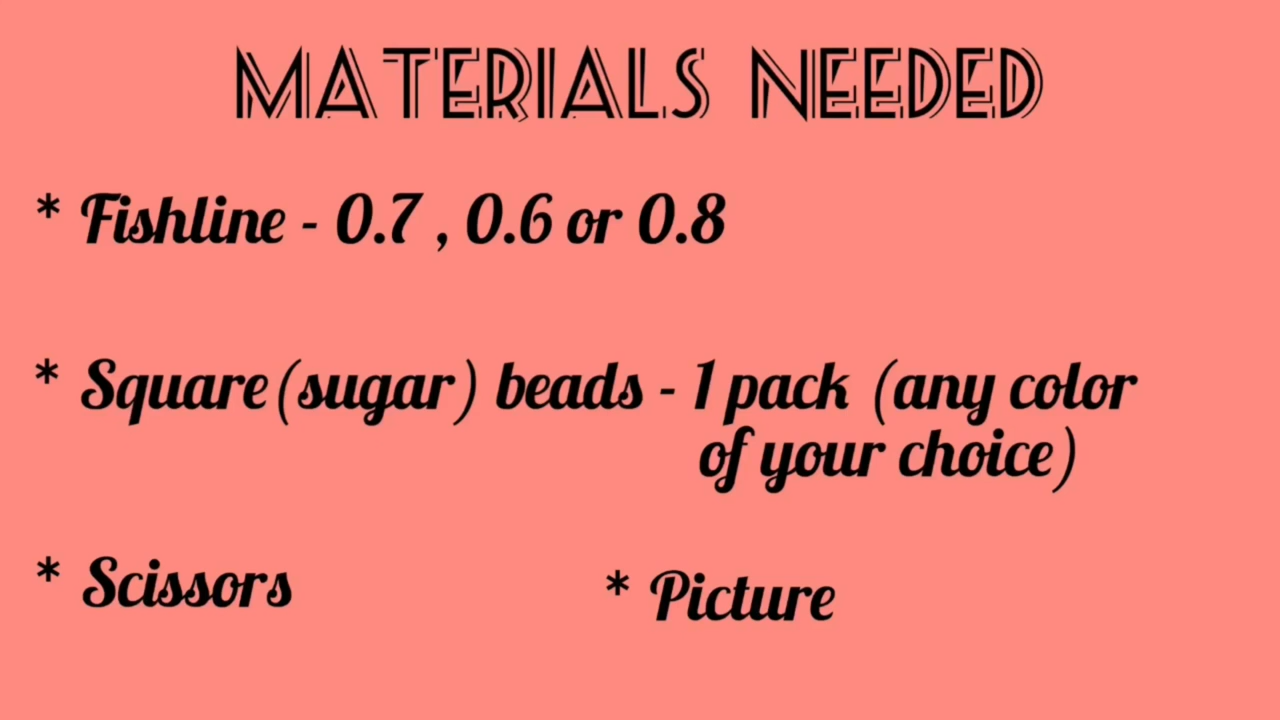 MATERIALS NEEDED
* Fishline - 0.7 , 0.6 or 0.8
* Square(sugar) beads - 1 pack (any color
of your choice)
* Scissors
* Picture